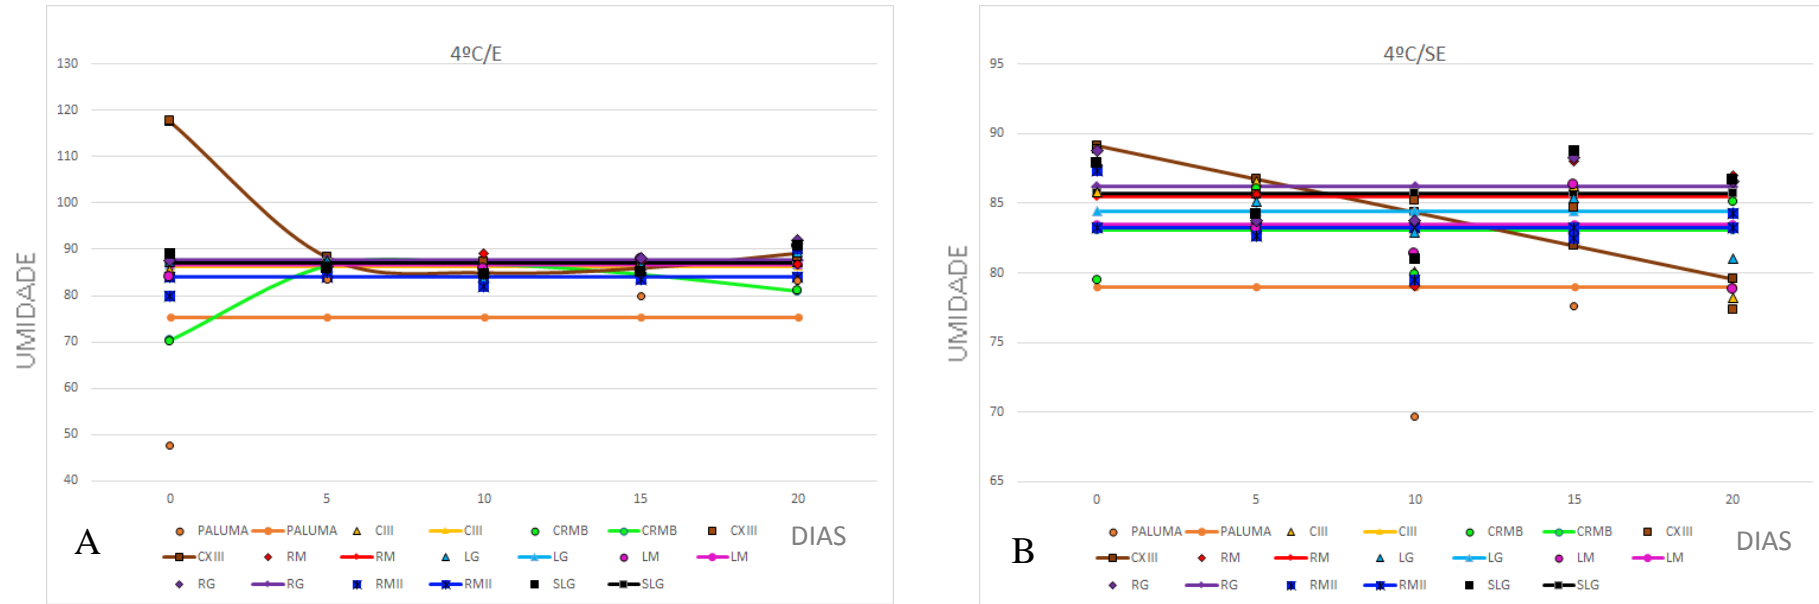 4ºC/E
130
120
110
100
90
80
70
60
50
40
UMIDADE
0 5 10 15 20
PALUMA PALUMA CIII CIII CRMB CRMB CXIII
CXIII RM RM LG LG LM LM
RG RG RMII RMII SLG SLG
A
DIAS
4ºC/SE
95
90
85
80
75
70
65
UMIDADE
0 5 10 15 20
PALUMA PALUMA CIII CIII CRMB CRMB CXIII
CXIII RM RM LG LG LM LM
RG RG RMII RMII SLG SLG
B
DIAS